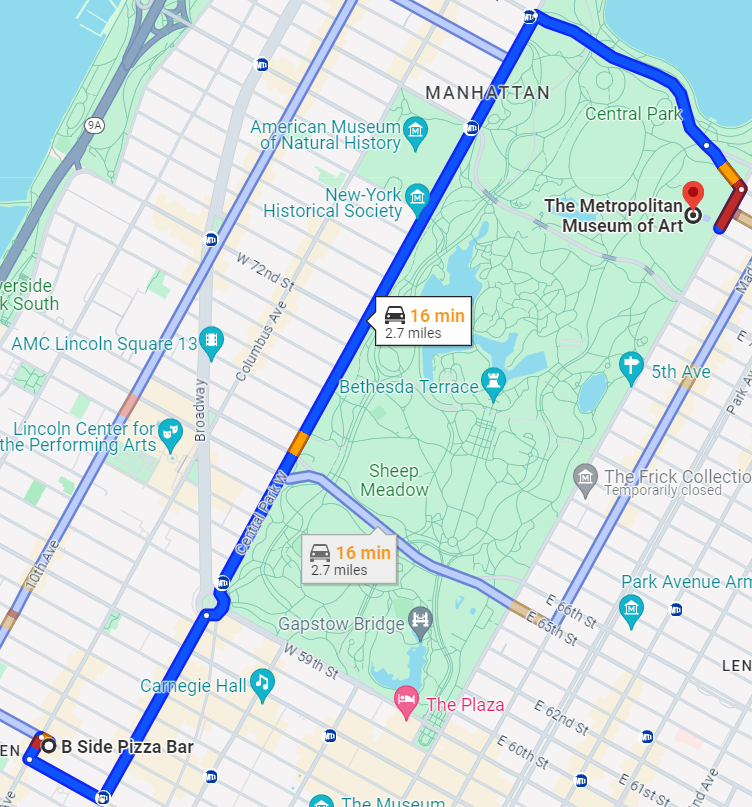 MANHATTAN
9A
American Museum
of Natural History
Central Park
New-York
Historical Society
The Metropolitan
Museum of Art
W 72nd St
verside
k South
16 min
2.7 miles
AMC Lincoln Square 13
Columbus Ave
5th Ave
Park Av
Bethesda Terrace
Broadway
Lincoln Center for
the Performing Arts
Sheep
Meadow
The Frick Collectio
Temporarily closed
Central Park W
16 min
2.7 miles
10th Ave
Park Avenue Arm
E 66th St
E 65th St
Gapstow Bridge
W 59th St
LEN
Carnegie Hall
The Plaza
E 62nd St
EN
B Side Pizza Bar
E 60th St
E 61st St
2nd Ave
The Museum